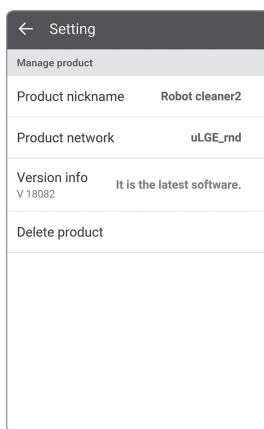 Setting
Manage product
Product nickname Robot cleaner2
Product network uLGE_rnd
Version info
It is the latest software.
V 18082
Delete product